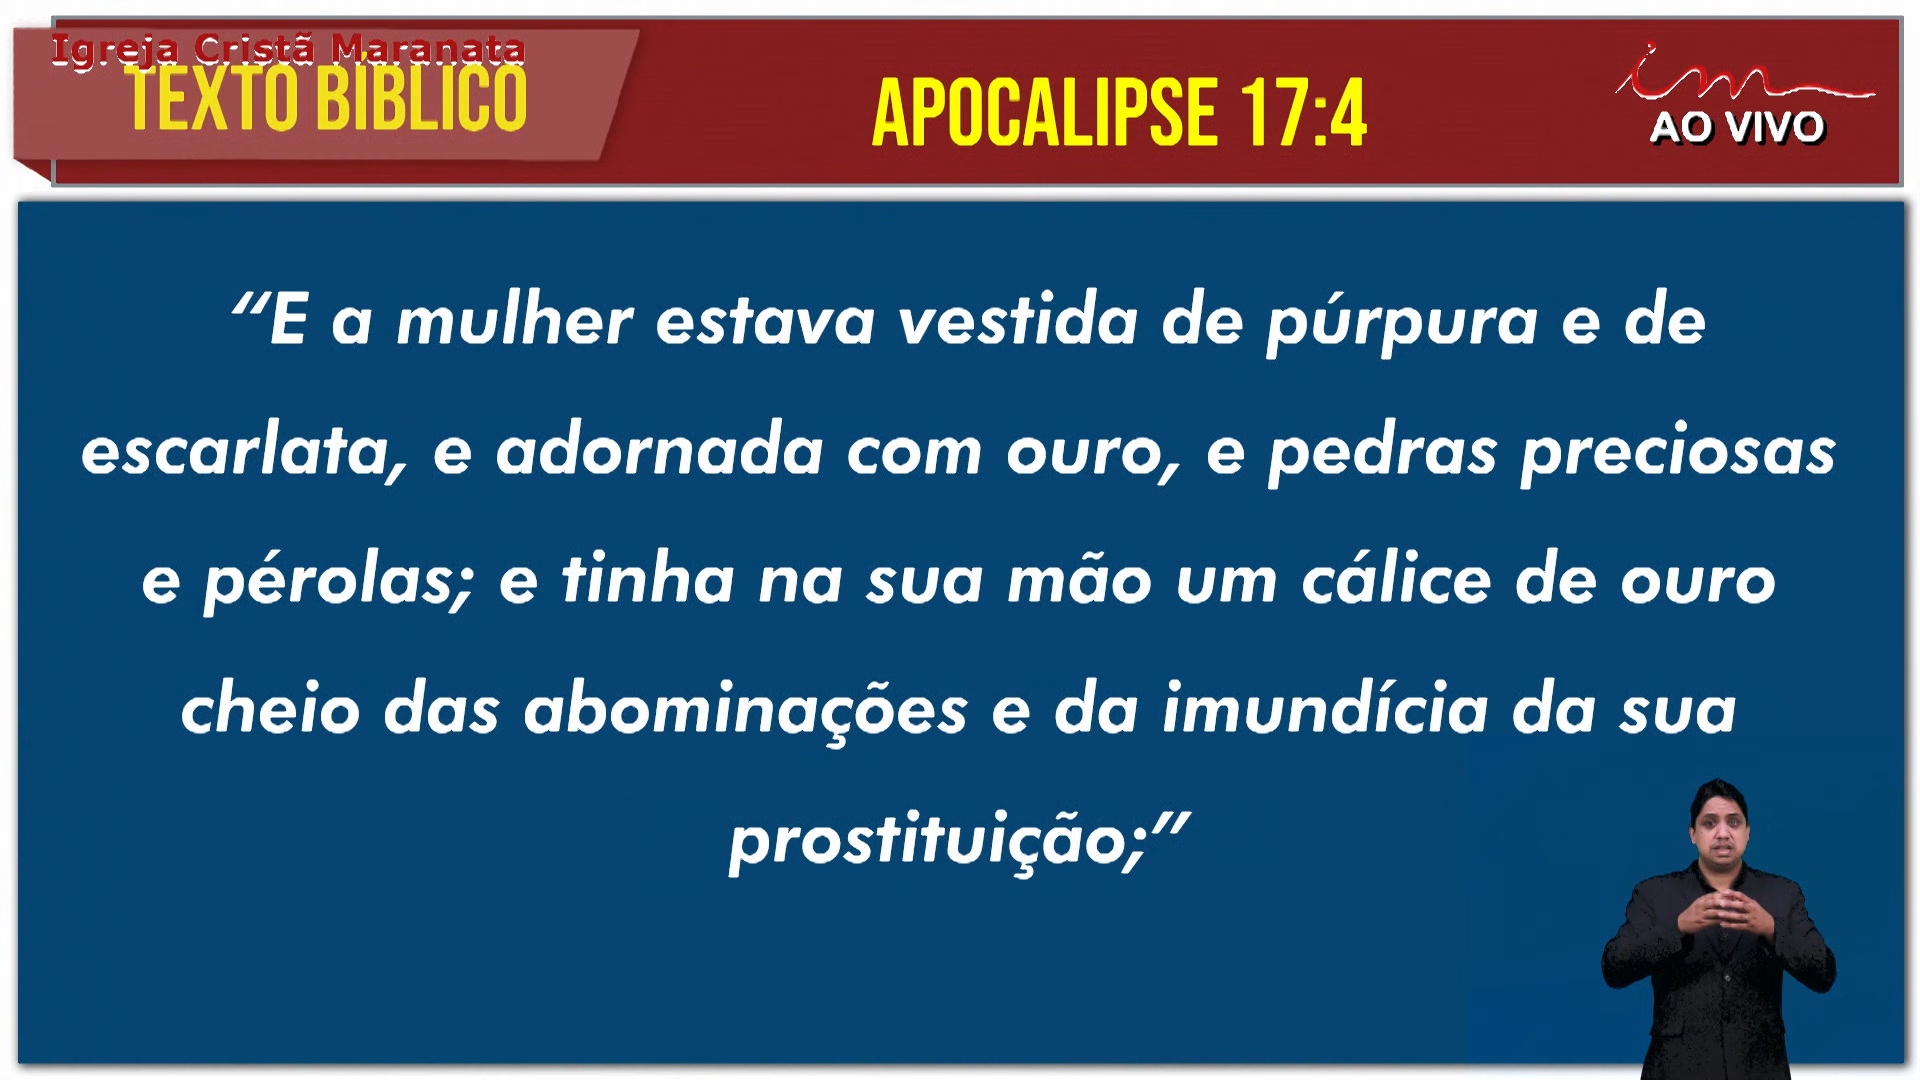 Igreja Cristã Maranata
TEXTO BÍBLICO
APOCALIPSE 17:4
im
AO VIVO
“E a mulher estava vestida de púrpura e de
escarlata, e adornada com ouro, e pedras preciosas
e pérolas; e tinha na sua mão um cálice de ouro
cheio das abominações e da imundícia da sua
prostituição;”